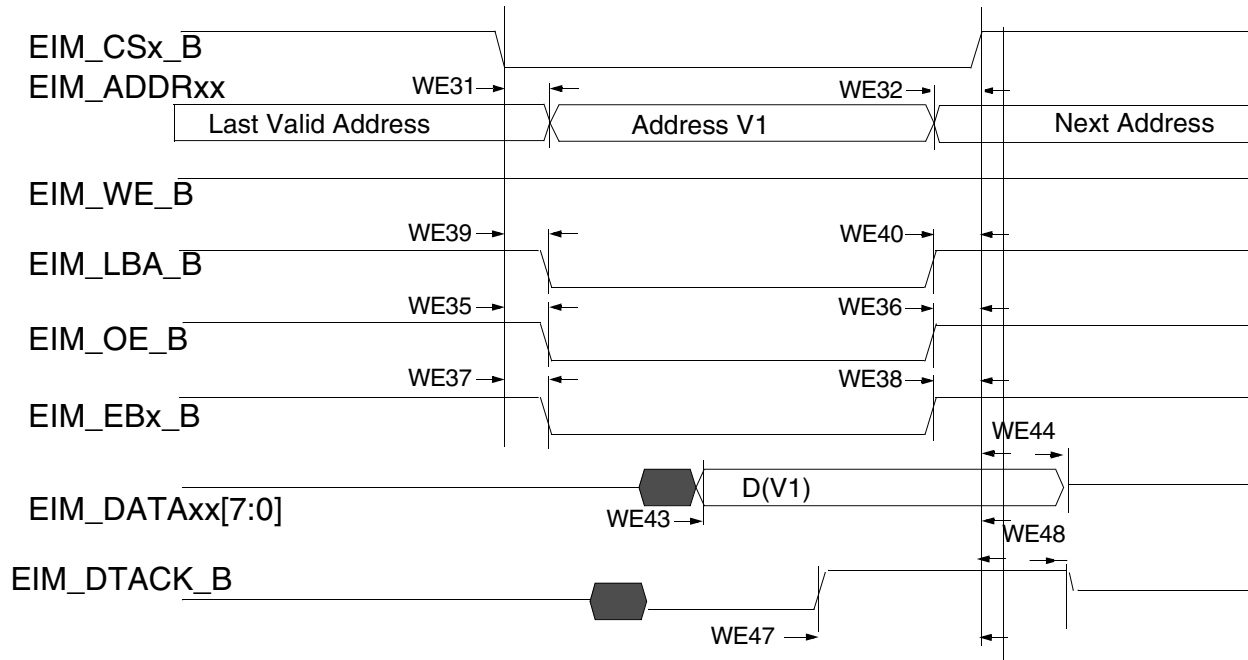 EIM_CSx_B
EIM_ADDRxx
WE31
WE32
Last Valid Address
Address V1
Next Address
EIM_WE_B
WE39
WE40
EIM_LBA_B
WE35
WE36
EIM_OE_B
WE37
WE38
EIM_EBx_B
WE44
D(V1)
EIM_DATAxx[7:0]
WE43
WE48
EIM_DTACK_B
WE47